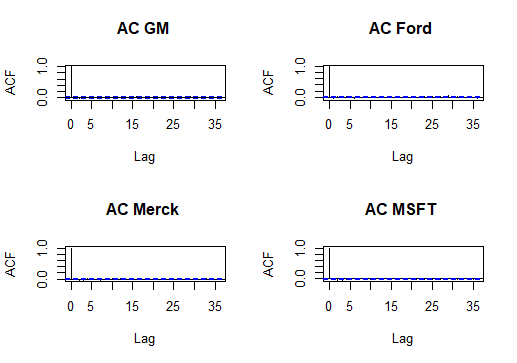 AC GM
ACF
0.0 1.0
0 5 15 25 35
Lag
AC Ford
ACF
0.0 1.0
0 5 15 25 35
Lag
AC Merck
ACF
0.0 1.0
0 5 15 25 35
Lag
AC MSFT
ACF
0.0 1.0
0 5 15 25 35
Lag